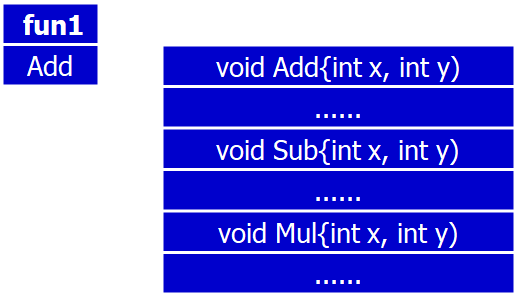 fun1
Add
void Add{int x, int y)
......
void Sub{int x, int y)
......
void Mul{int x, int y)
......